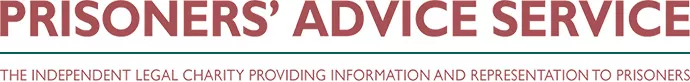 PRISONERS’ ADVICE SERVICE
THE INDEPENDENT LEGAL CHARITY PROVIDING INFORMATION AND REPRESENTATION TO PRISONERS